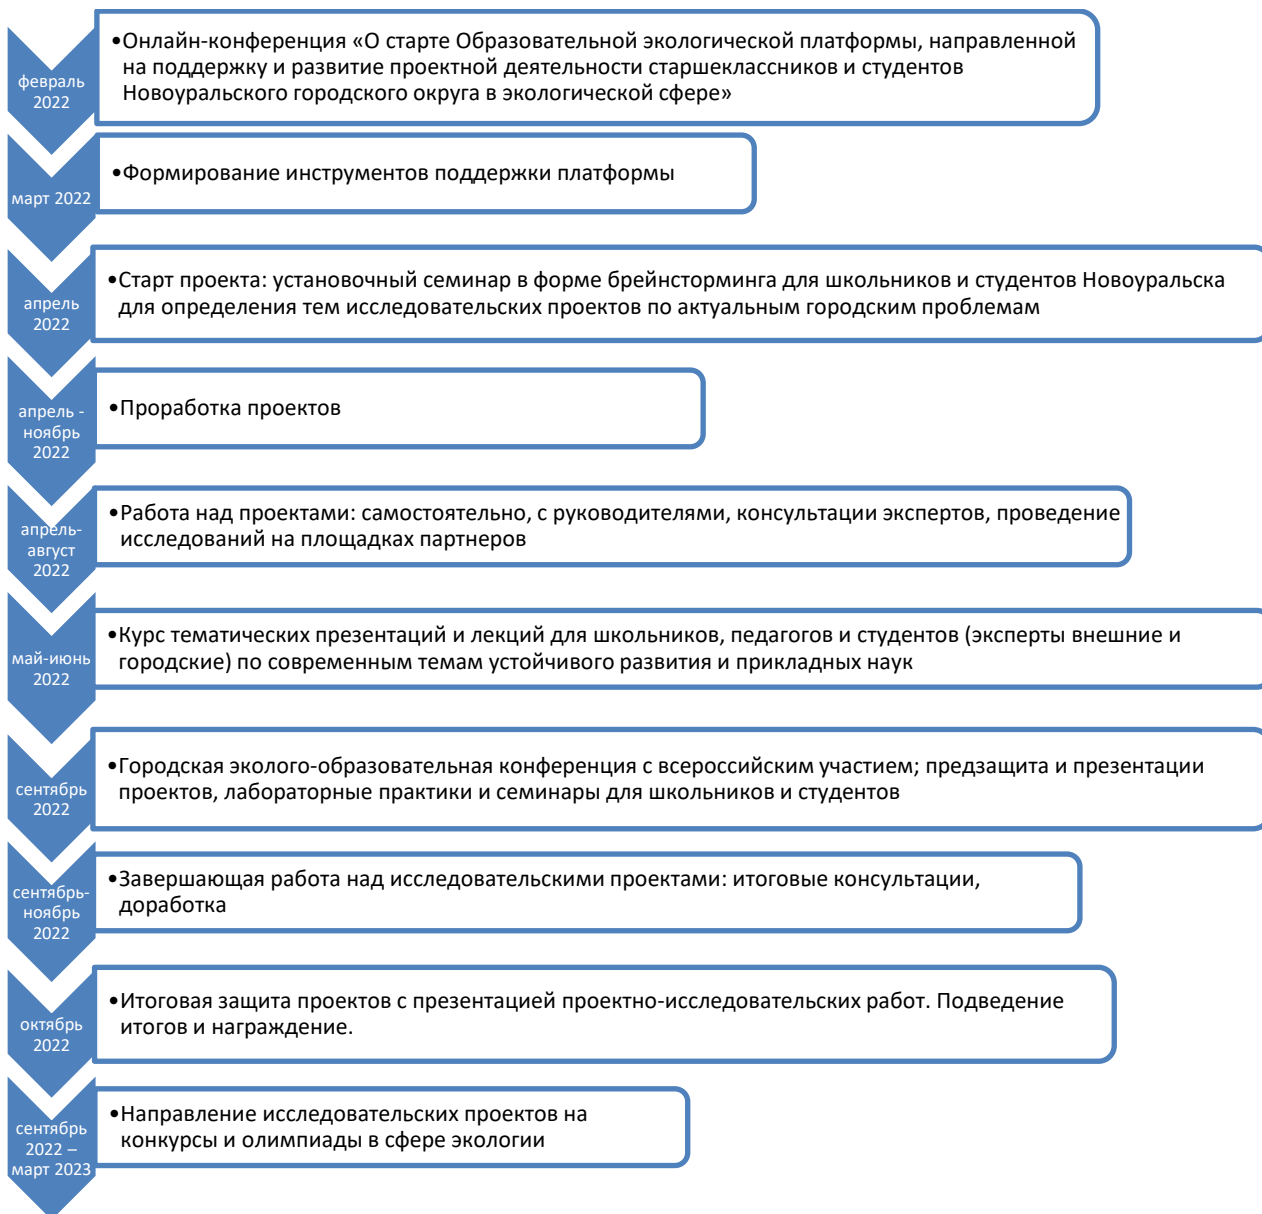 февраль
2022
•Онлайн-конференция «О старте Образовательной экологической платформы, направленной
на поддержку и развитие проектной деятельности старшеклассников и студентов
Новоуральского городского округа в экологической сфере»
март 2022
•Формирование инструментов поддержки платформы
апрель
2022
•Старт проекта: установочный семинар в форме брейнсторминга для школьников и студентов Новоуральска
для определения тем исследовательских проектов по актуальным городским проблемам
апрель -
ноябрь
2022
•Проработка проектов
апрель-
август
2022
•Работа над проектами: самостоятельно, с руководителями, консультации экспертов, проведение
исследований на площадках партнеров
май-июнь
2022
•Курс тематических презентаций и лекций для школьников, педагогов и студентов (эксперты внешние и
городские) по современным темам устойчивого развития и прикладных наук
сентябрь
2022
•Городская эколого-образовательная конференция с всероссийским участием; предзащита и презентации
проектов, лабораторные практики и семинары для школьников и студентов
сентябрь-
ноябрь
2022
•Завершающая работа над исследовательскими проектами: итоговые консультации,
доработка
октябрь
2022
•Итоговая защита проектов с презентацией проектно-исследовательских работ. Подведение
итогов и награждение.
сентябрь
2022 –
март 2023
•Направление исследовательских проектов на
конкурсы и олимпиады в сфере экологии